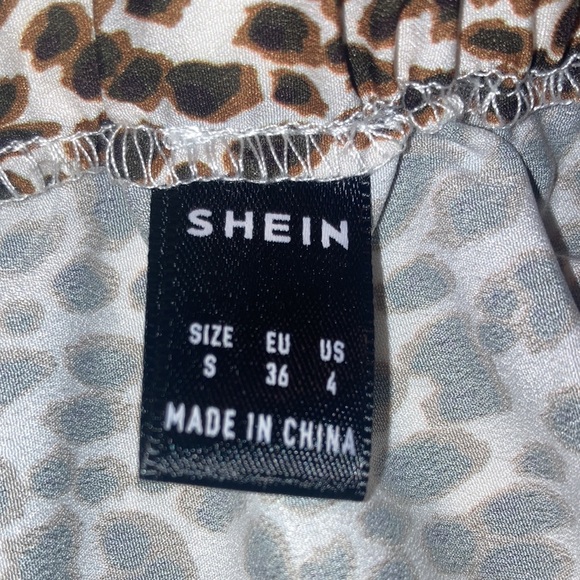 SHEIN
SIZE EU US
S 36 4
MADE IN CHINA